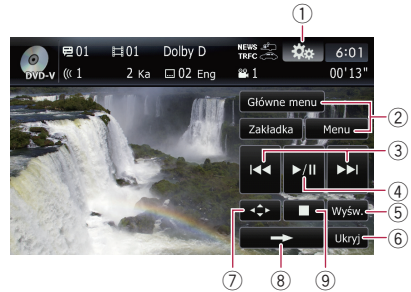 ①
01 01 Dolby D NEWS TRFC 6:01
DVD-V 1 2 Ka 02 Eng 1 00'13"
Główne menu
②
Zakładka Menu
③
④
Wyśw. ⑤
Ukryj ⑥
⑦ ⑧ ⑨